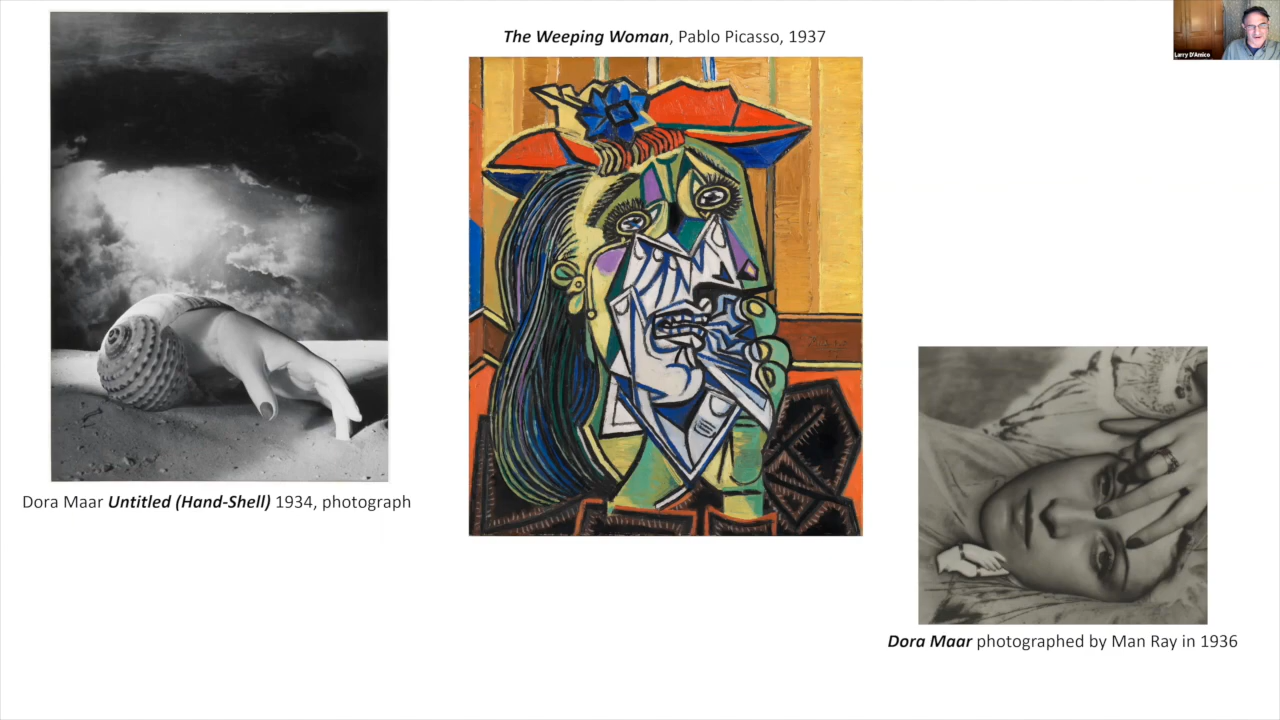 The Weeping Woman, Pablo Picasso, 1937
Larry D'Amico
Dora Maar Untitled (Hand-Shell) 1934, photograph
Dora Maar photographed by Man Ray in 1936